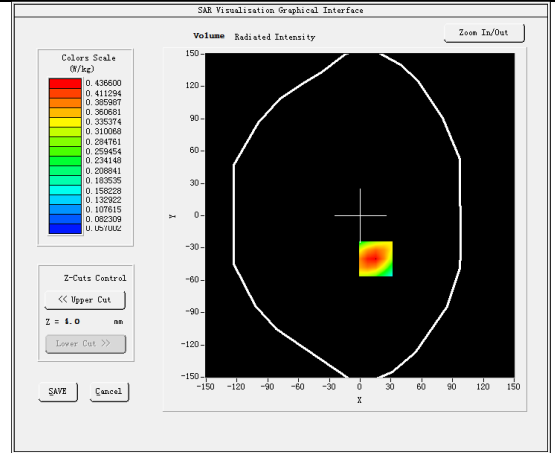 SAR Visualisation Graphical Interface
Volume Radiated Intensity
Zoom In/Out
Colors Scale
(W/kg)
0.436600
0.411294
0.385987
0.360681
0.335374
0.310068
0.284761
0.259454
0.234148
0.208841
0.183535
0.158228
0.132922
0.107615
0.082309
0.057002
Z-Cuts Control
<< Upper Cut
Z = 4.0 mm
Lower Cut >>
SAVE Cancel
150
120
90
60
30
0
-30
-60
-90
-120
-150
Y
-150 -120 -90 -60 -30 0 30 60 90 120 150
X